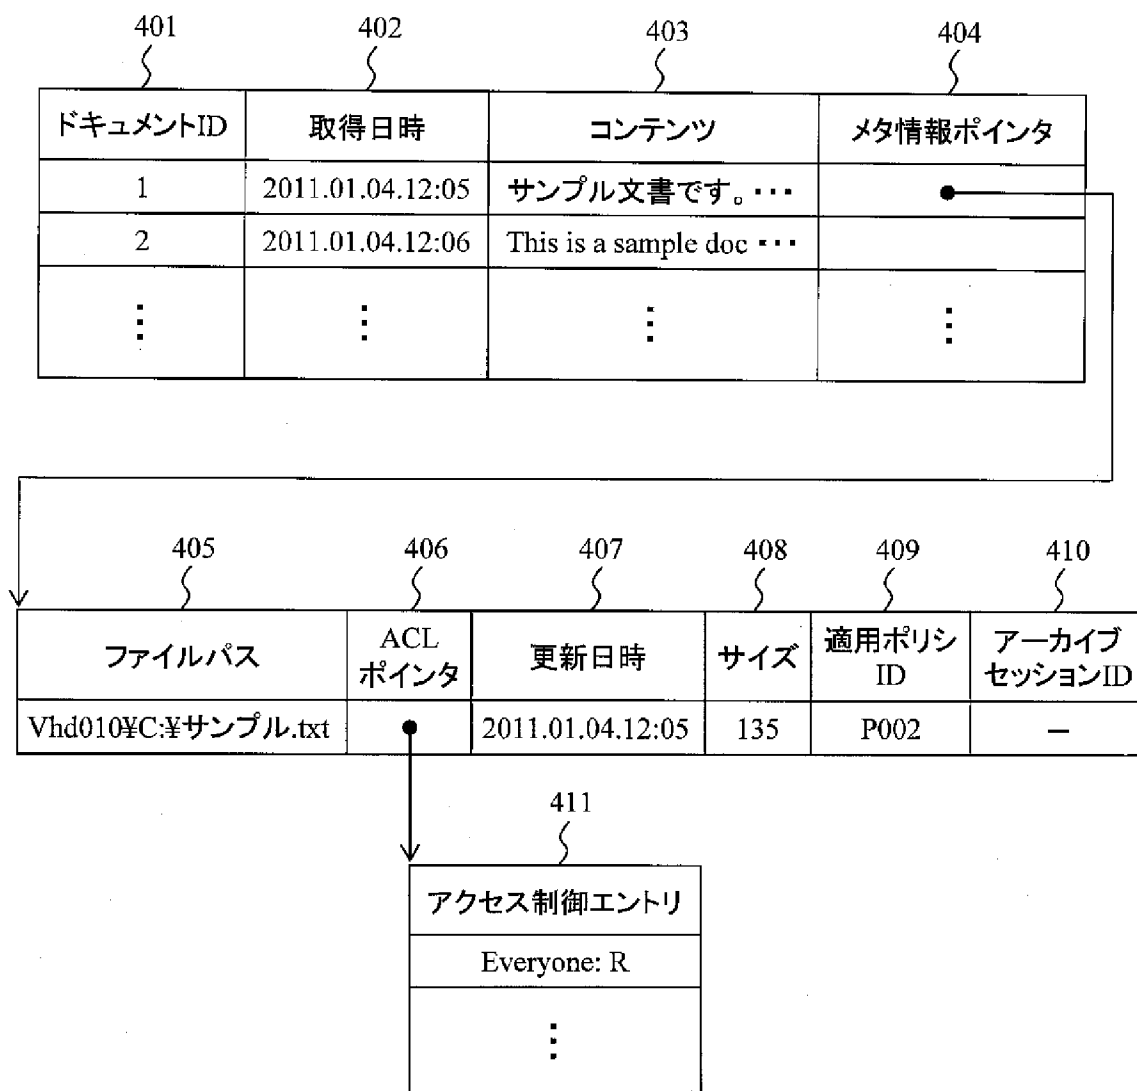 401 402 403 404
ドキュメントID 取得日時 コンテンツ メタ情報ポインタ
1 2011.01.04.12:05 サンプル文書です。･･･
2 2011.01.04.12:06 This is a sample doc ･･･
405 406 407 408 409 410
ファイルパス ACL 更新日時 サイズ 適用ポリシ アーカイブ
ポインタ ID セッションID
Vhd010¥C:¥サンプル.txt 2011.01.04.12:05 135 P002 －
411
アクセス制御エントリ
Everyone: R